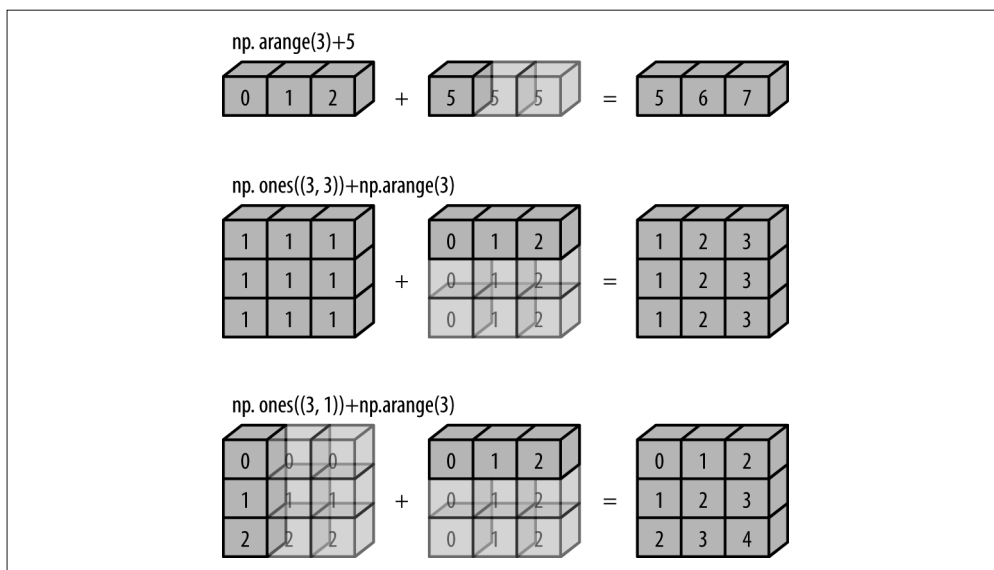 np. arange(3)+5
0 1 2 + 5 5 5 = 5 6 7
np. ones((3, 3))+np.arange(3)
1 1 1 0 1 2 1 2 3
1 1 1 + 0 1 2 = 1 2 3
1 1 1 0 1 2 1 2 3
np. ones((3, 1))+np.arange(3)
0 0 0 0 1 2 0 1 2
1 1 1 + 0 1 2 = 1 2 3
2 2 2 0 1 2 2 3 4